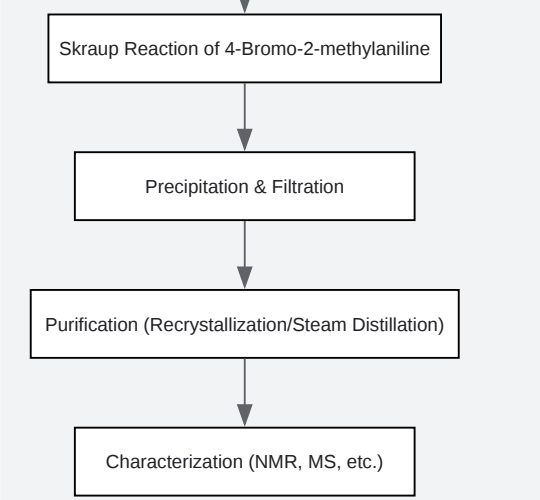 Skraup Reaction of 4-Bromo-2-methylaniline
Precipitation & Filtration
Purification (Recrystallization/Steam Distillation)
Characterization (NMR, MS, etc.)